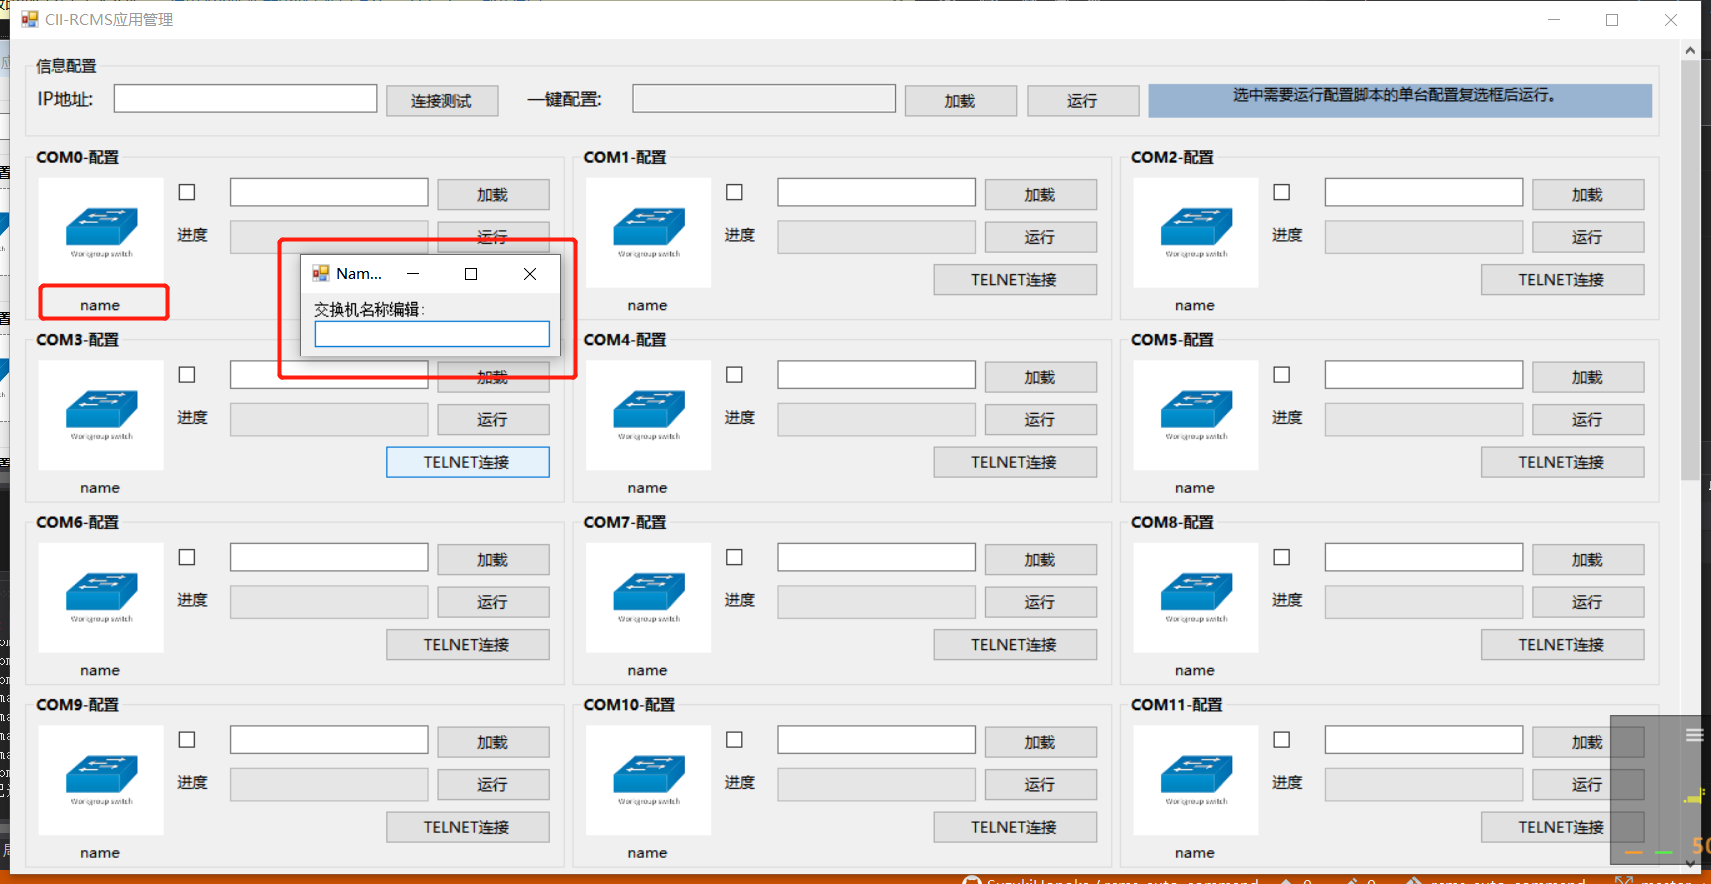 CII-RCMS应用管理
信息配置
IP地址: 连接测试 一键配置: 加载 运行 选中需要运行配置脚本的单台配置复选框后运行。
COM0-配置 COM1-配置 COM2-配置
加载 加载 加载
进度 运行 进度 运行 进度 运行
Workgroup switch Workgroup switch Workgroup switch
Nam...
TELNET连接 TELNET连接
name name name
交换机名称编辑:
COM3-配置 COM4-配置 COM5-配置
加载 加载 加载
进度 运行 进度 运行 进度 运行
Workgroup switch Workgroup switch Workgroup switch
TELNET连接 TELNET连接 TELNET连接
name name name
COM6-配置 COM7-配置 COM8-配置
加载 加载 加载
进度 运行 进度 运行 进度 运行
Workgroup switch Workgroup switch Workgroup switch
TELNET连接 TELNET连接 TELNET连接
name name name
COM9-配置 COM10-配置 COM11-配置
加载 加载 加载
进度 运行 进度 运行 进度 运行
Workgroup switch Workgroup switch Workgroup switch
TELNET连接 TELNET连接 TELNET连接
name name name
50